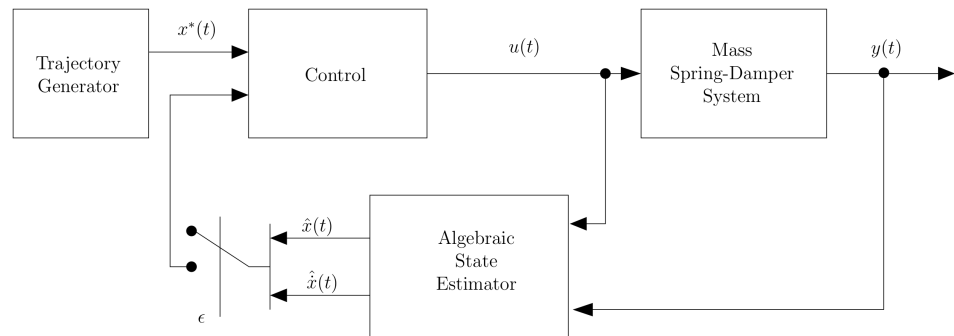 x*(t)
Trajectory
Generator
Control
u(t)
Mass
Spring-Damper
System
y(t)
x̂(t)
ẋ̂(t)
Algebraic
State
Estimator
ϵ